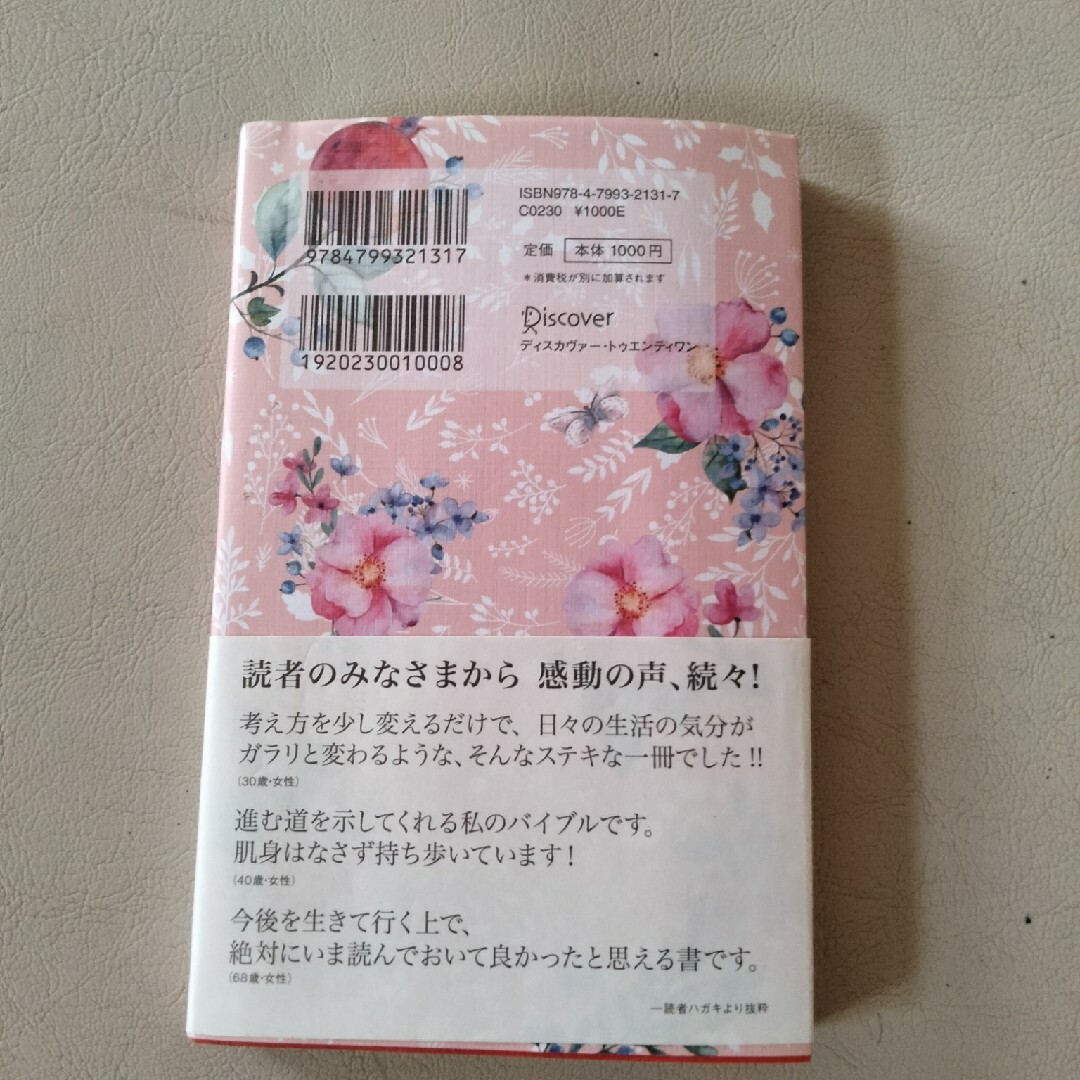 ISBN978-4-7993-2131-7
C0230 ¥1000E
9784799321317
定価 本体 1000円
*消費税が別に加算されます
Discover
ディスカヴァー・トゥエンティワン
1920230010008
読者のみなさまから 感動の声、続々!
考え方を少し変えるだけで、日々の生活の気分が
ガラリと変わるような、そんなステキな一冊でした!!
(30歳・女性)
進む道を示してくれる私のバイブルです。
肌身はなさず持ち歩いています!
(40歳・女性)
今後を生きて行く上で、
絶対にいま読んでおいて良かったと思える書です。
(68歳・女性)
―読者ハガキより抜粋